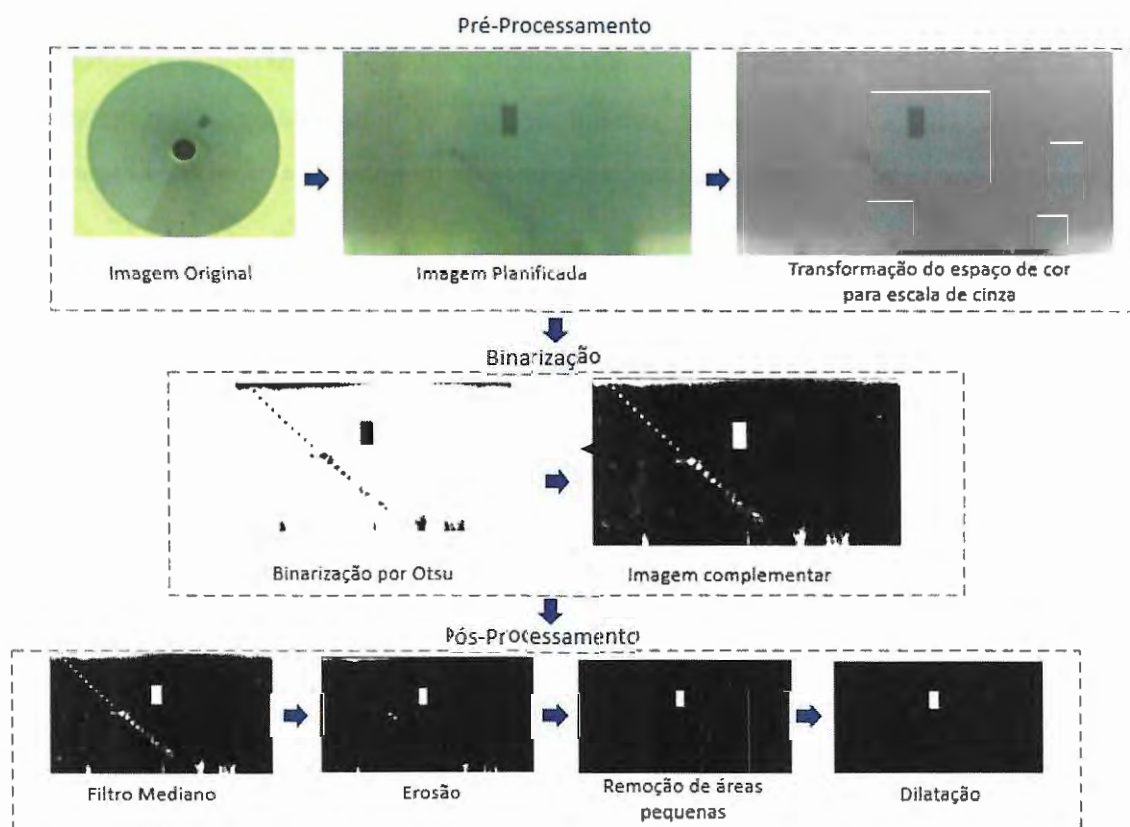 Pré-Processamento
Imagem Original
Imagem Planificada
Transformação do espaço de cor
para escala de cinza
Binarização
Binarização por Otsu
Imagem complementar
Pós-Processamento
Filtro Mediano
Erosão
Remoção de áreas
pequenas
Dilatação